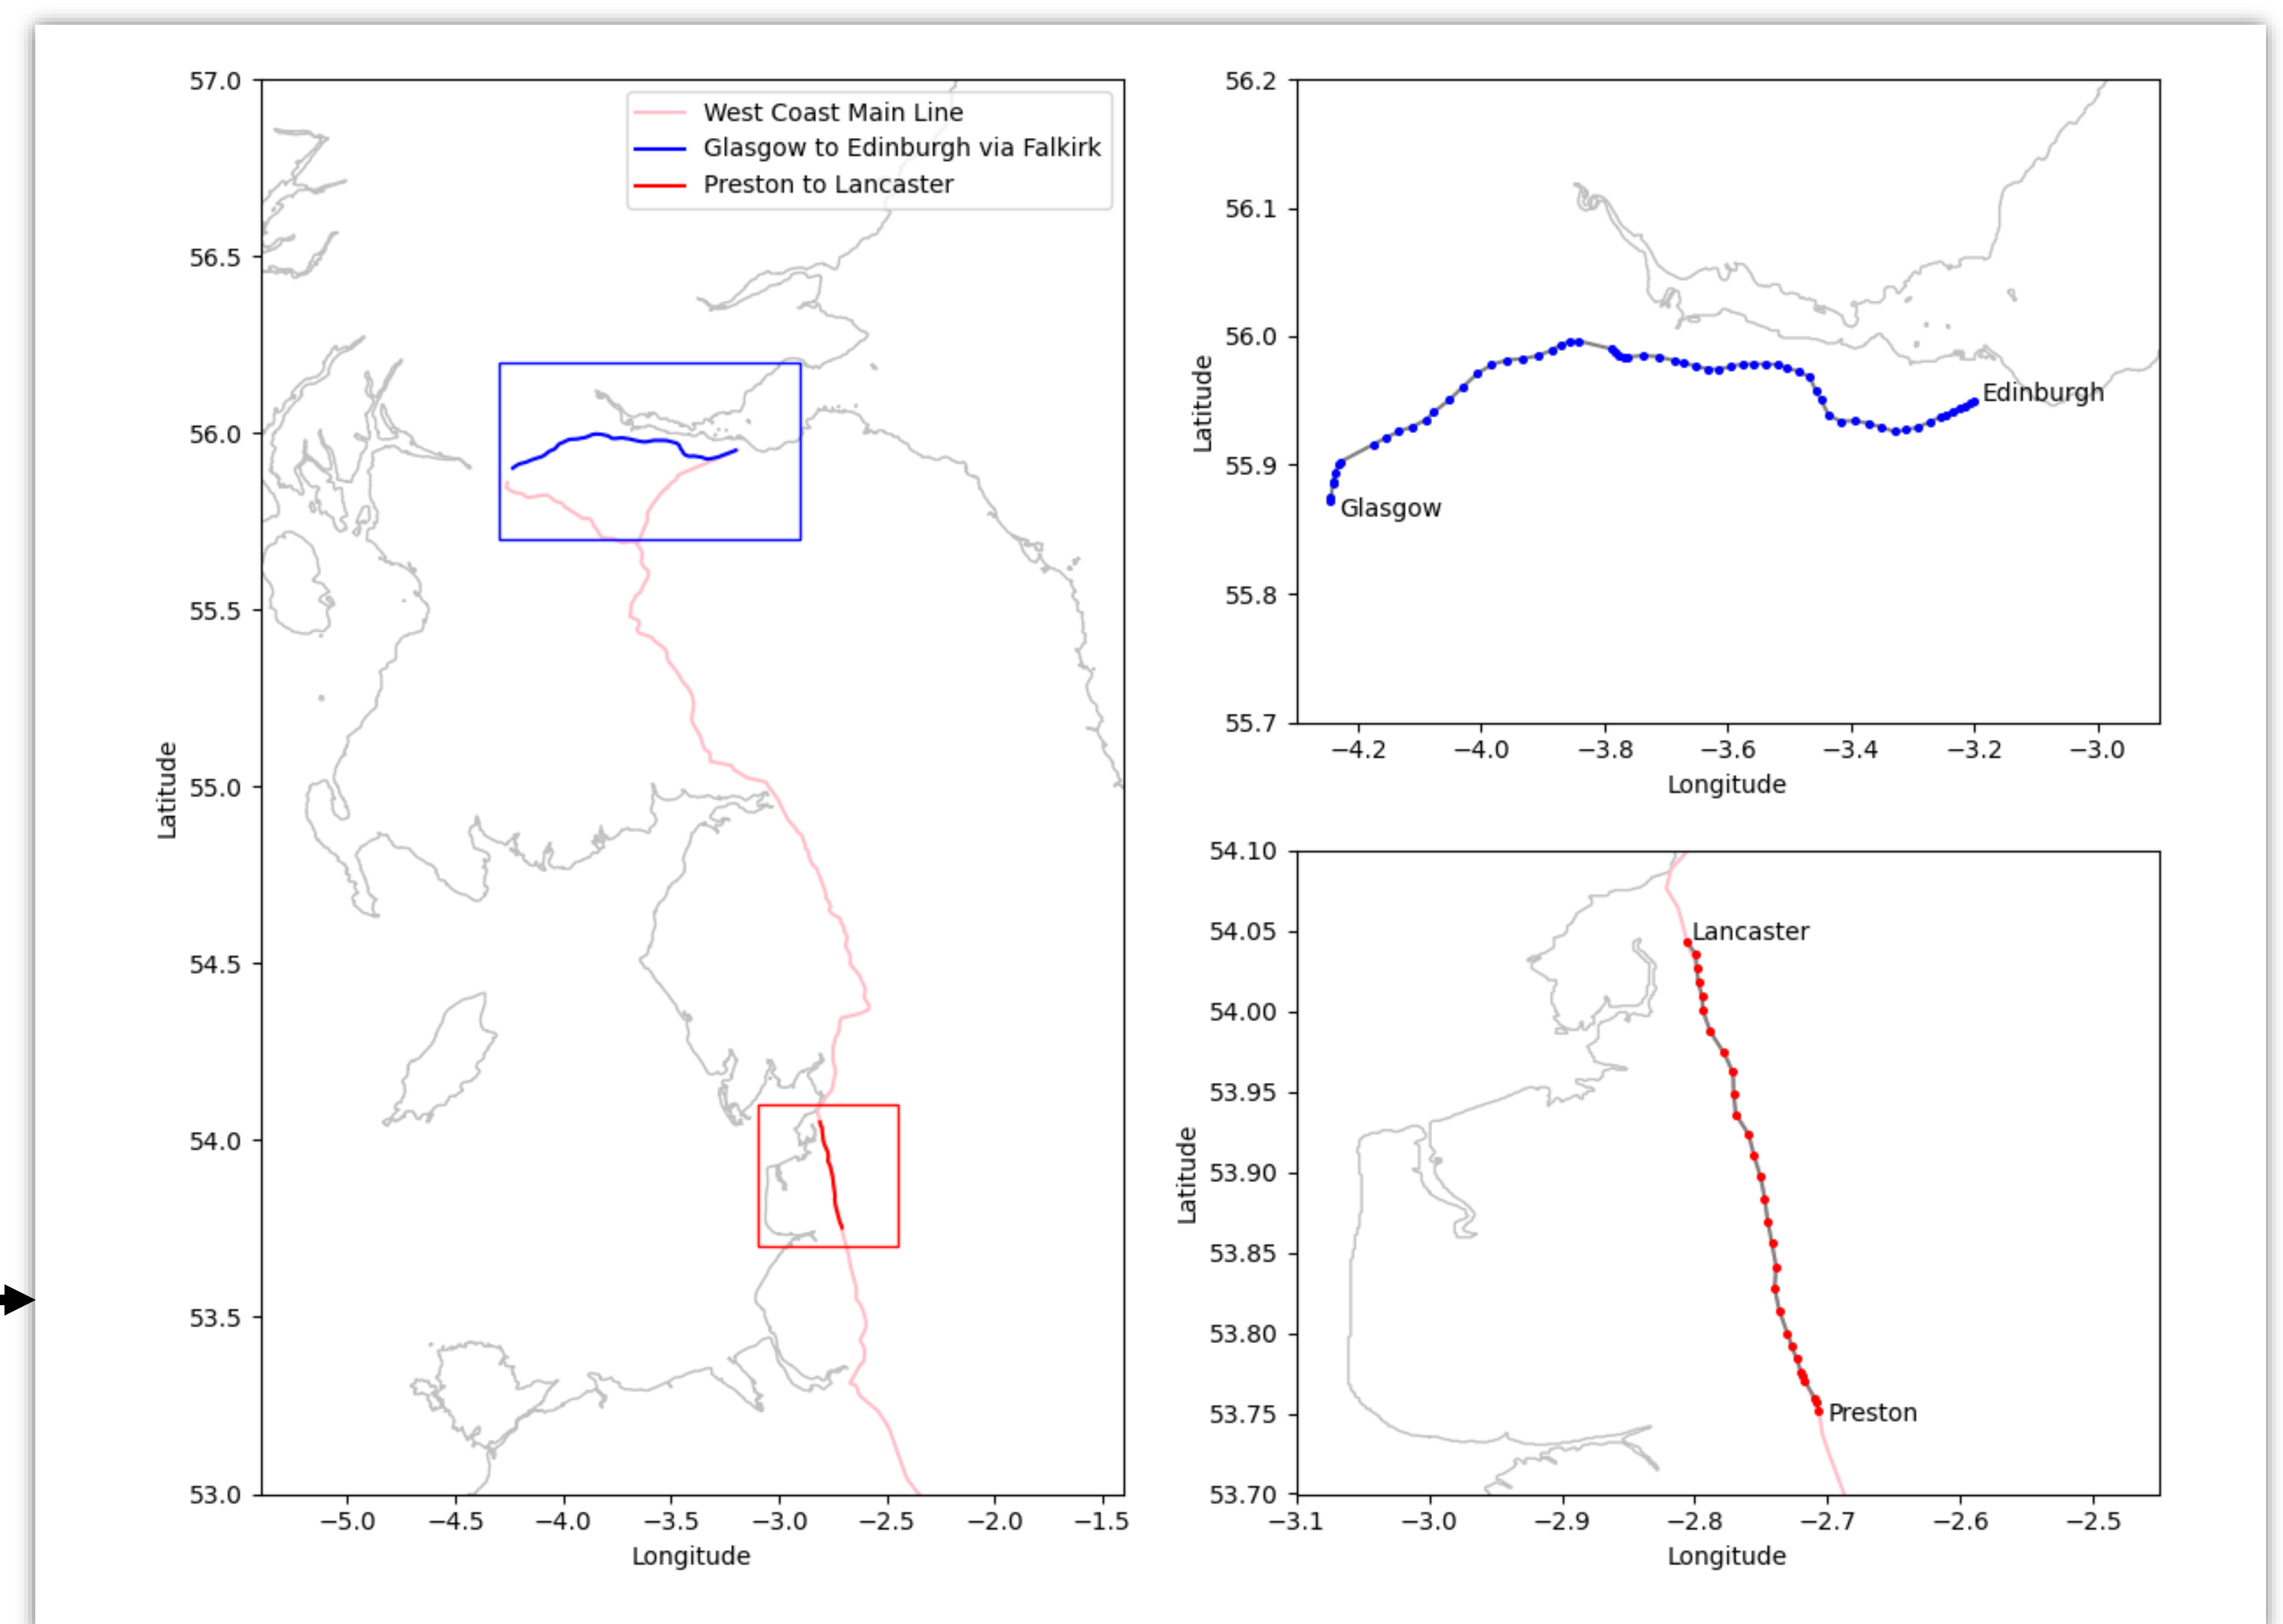 West Coast Main Line
Glasgow to Edinburgh via Falkirk
Preston to Lancaster
57.0
56.5
56.0
55.5
55.0
54.5
54.0
53.5
53.0
Latitude
−5.0 −4.5 −4.0 −3.5 −3.0 −2.5 −2.0 −1.5
Longitude
56.2
56.1
56.0
55.9
55.8
55.7
Latitude
Edinburgh
Glasgow
−4.2 −4.0 −3.8 −3.6 −3.4 −3.2 −3.0
Longitude
54.10
54.05
54.00
53.95
53.90
53.85
53.80
53.75
53.70
Latitude
Lancaster
Preston
−3.1 −3.0 −2.9 −2.8 −2.7 −2.6 −2.5
Longitude